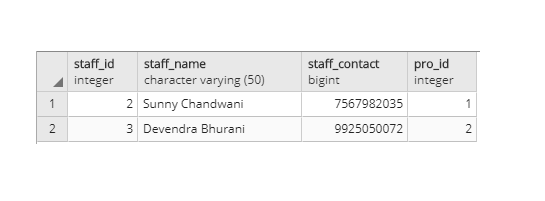 staff_id staff_name staff_contact pro_id
integer character varying (50) bigint integer
1 2 Sunny Chandwani 7567982035 1
2 3 Devendra Bhurani 9925050072 2